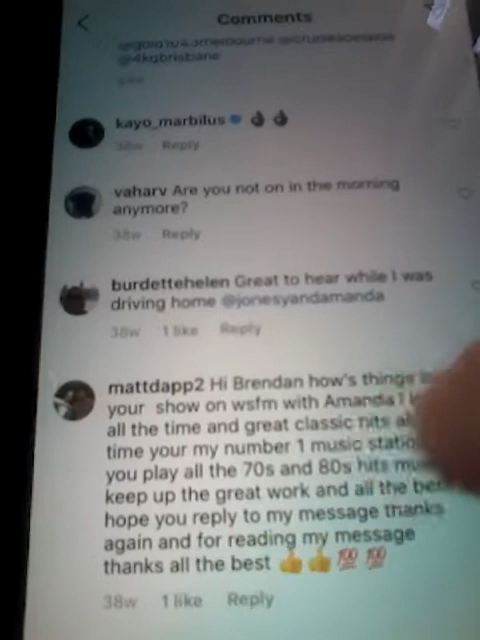 Comments
@4kqbrisbane
kayo_marbilus 👌🏿 👌🏿
38w Reply
vaharv Are you not on in the morning
anymore?
38w Reply
burdettehelen Great to hear while I was
driving home @jonesyandamanda
38w 1 like Reply
mattdapp2 Hi Brendan how's things
your show on wsfm with Amanda I
all the time and great classic hits
time your my number 1 music
you play all the 70s and 80s hits
keep up the great work and all the
hope you reply to my message thanks
again and for reading my message
thanks all the best 👍👍💯💯
38w 1 like Reply